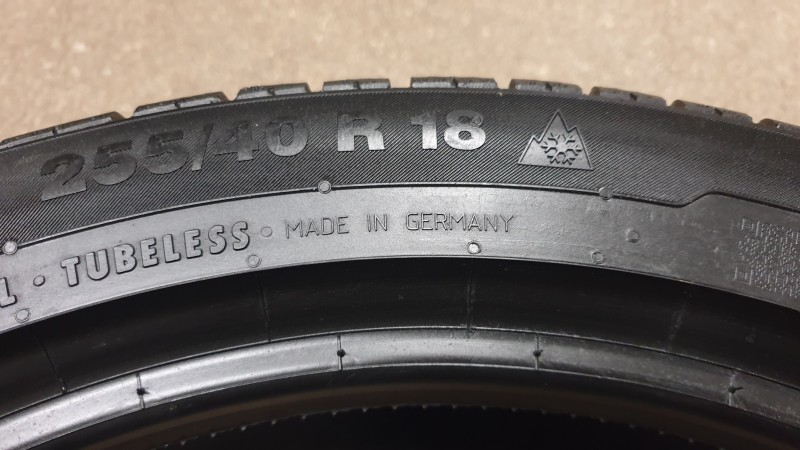 255/40 R 18
L · TUBELESS · MADE IN GERMANY